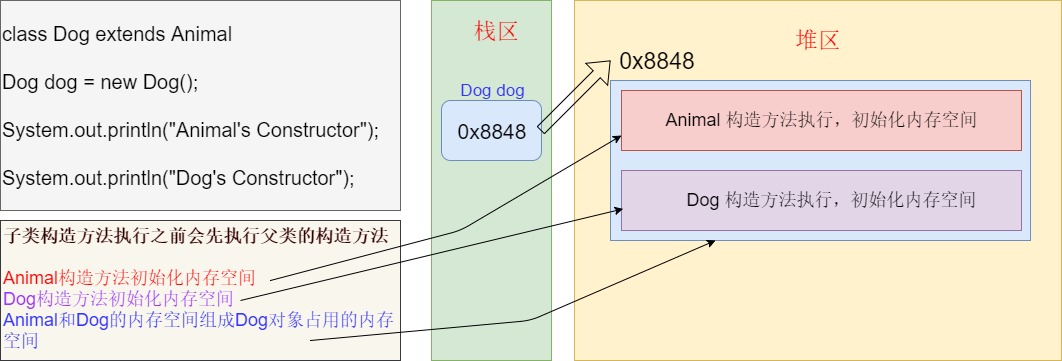 class Dog extends Animal
Dog dog = new Dog();
System.out.println("Animal's Constructor");
System.out.println("Dog's Constructor");
子类构造方法执行之前会先执行父类的构造方法
Animal构造方法初始化内存空间
Dog构造方法初始化内存空间
Animal和Dog的内存空间组成Dog对象占用的内存
空间
栈区
Dog dog
0x8848
堆区
0x8848
Animal 构造方法执行，初始化内存空间
Dog 构造方法执行，初始化内存空间